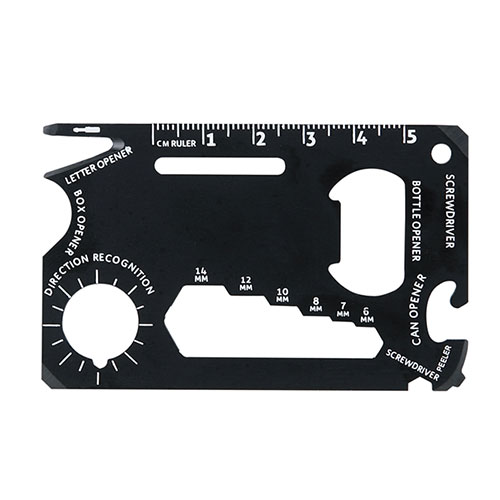 CM RULER 1 2 3 4 5
LETTER OPENER
BOX OPENER
DIRECTION RECOGNITION
SCREWDRIVER
BOTTLE OPENER
14
MM
12
MM
10
MM
8
MM
7
MM
6
MM
CAN OPENER
SCREWDRIVER
PEELER